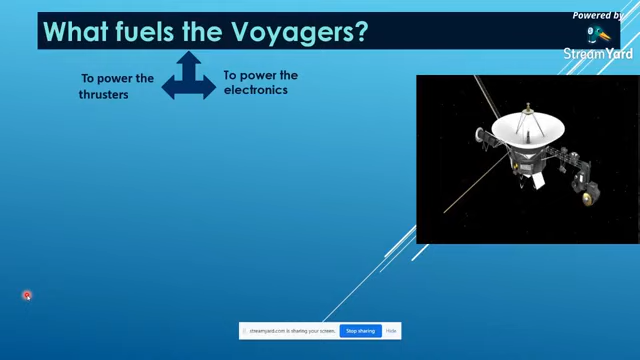 What fuels the Voyagers?
Powered by
StreamYard
To power the
thrusters
To power the
electronics
streamyard.com is sharing your screen.
Stop sharing
Hide